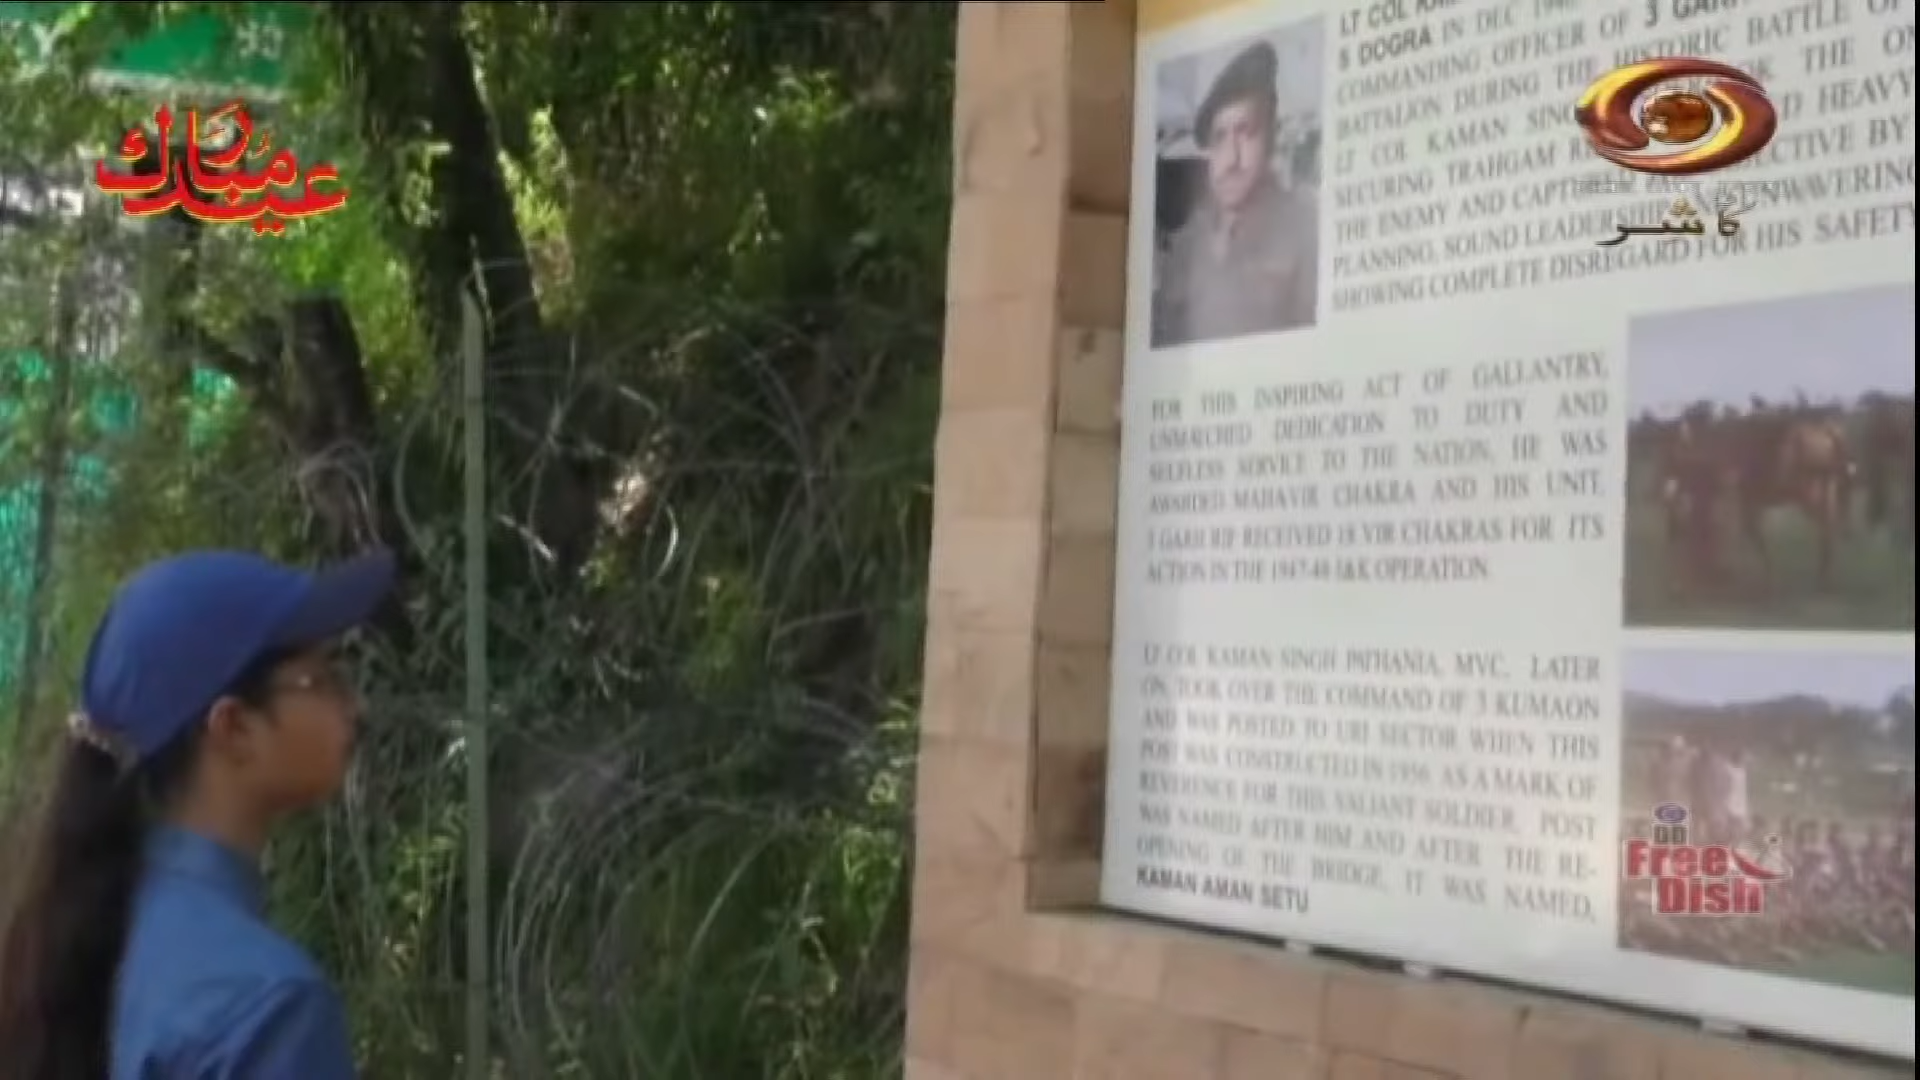 عید مبارک
LT COL
S DOGRA IN DEC
COMMANDING OFFICER OF 3
BATTALION DURING THE HISTORIC BATTLE OF
LT COL KAMAN THE
SECURING TRAHGAM HEAVY
THE ENEMY AND BY
PLANNING, SOUND LEADERSHIP UNWAVERING
SHOWING COMPLETE DISREGARD FOR HIS SAFETY
کاشر
FOR THIS INSPIRING ACT OF GALLANTRY,
UNMATCHED DEDICATION TO DUTY AND
SELFLESS SERVICE TO THE NATION, HE WAS
AWARDED MAHAVIR CHAKRA AND HIS UNIT,
3 GARH RIF RECEIVED 18 VIR CHAKRAS FOR ITS
ACTION IN THE 1947-48 J&K OPERATION.
LT COL KAMAN SINGH PATHANIA, MVC, LATER
ON, TOOK OVER THE COMMAND OF 3 KUMAON
AND WAS POSTED TO URI SECTOR WHEN THIS
POST WAS CONSTRUCTED IN 1956. AS A MARK OF
REVERENCE FOR THIS VALIANT SOLDIER, POST
WAS NAMED AFTER HIM AND AFTER THE RE-
OPENING OF THE BRIDGE, IT WAS NAMED,
KAMAN AMAN SETU
DD
Free
Dish